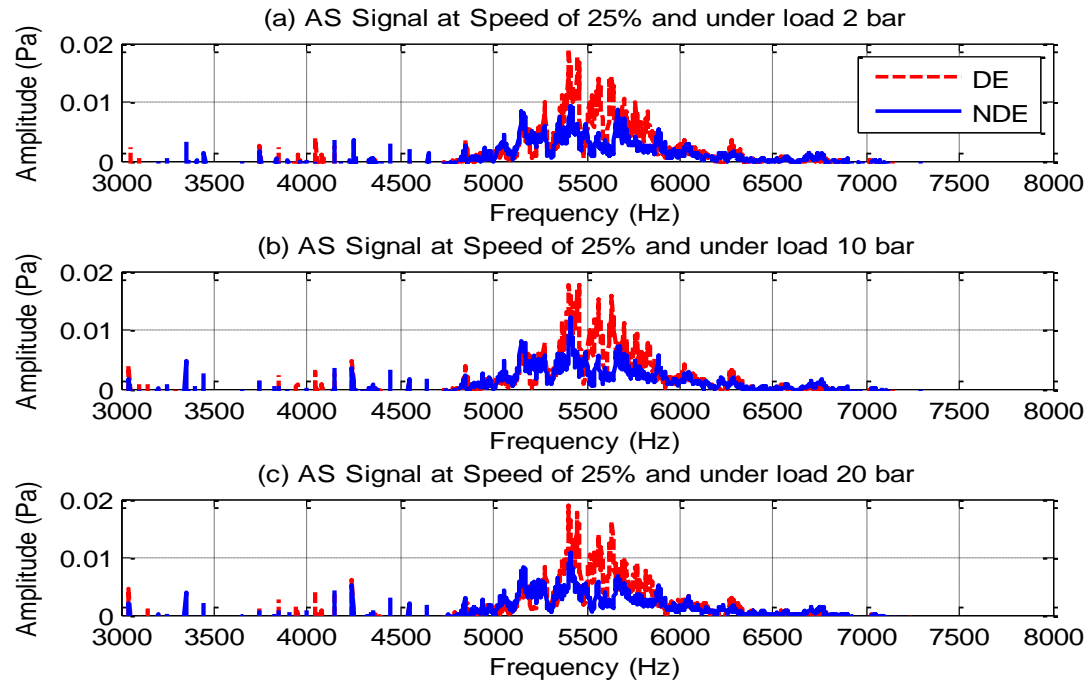 (a) AS Signal at Speed of 25% and under load 2 bar
Amplitude (Pa)
0.02
0.01
0
DE
NDE
3000 3500 4000 4500 5000 5500 6000 6500 7000 7500 8000
Frequency (Hz)
(b) AS Signal at Speed of 25% and under load 10 bar
Amplitude (Pa)
0.02
0.01
0
3000 3500 4000 4500 5000 5500 6000 6500 7000 7500 8000
Frequency (Hz)
(c) AS Signal at Speed of 25% and under load 20 bar
Amplitude (Pa)
0.02
0.01
0
3000 3500 4000 4500 5000 5500 6000 6500 7000 7500 8000
Frequency (Hz)